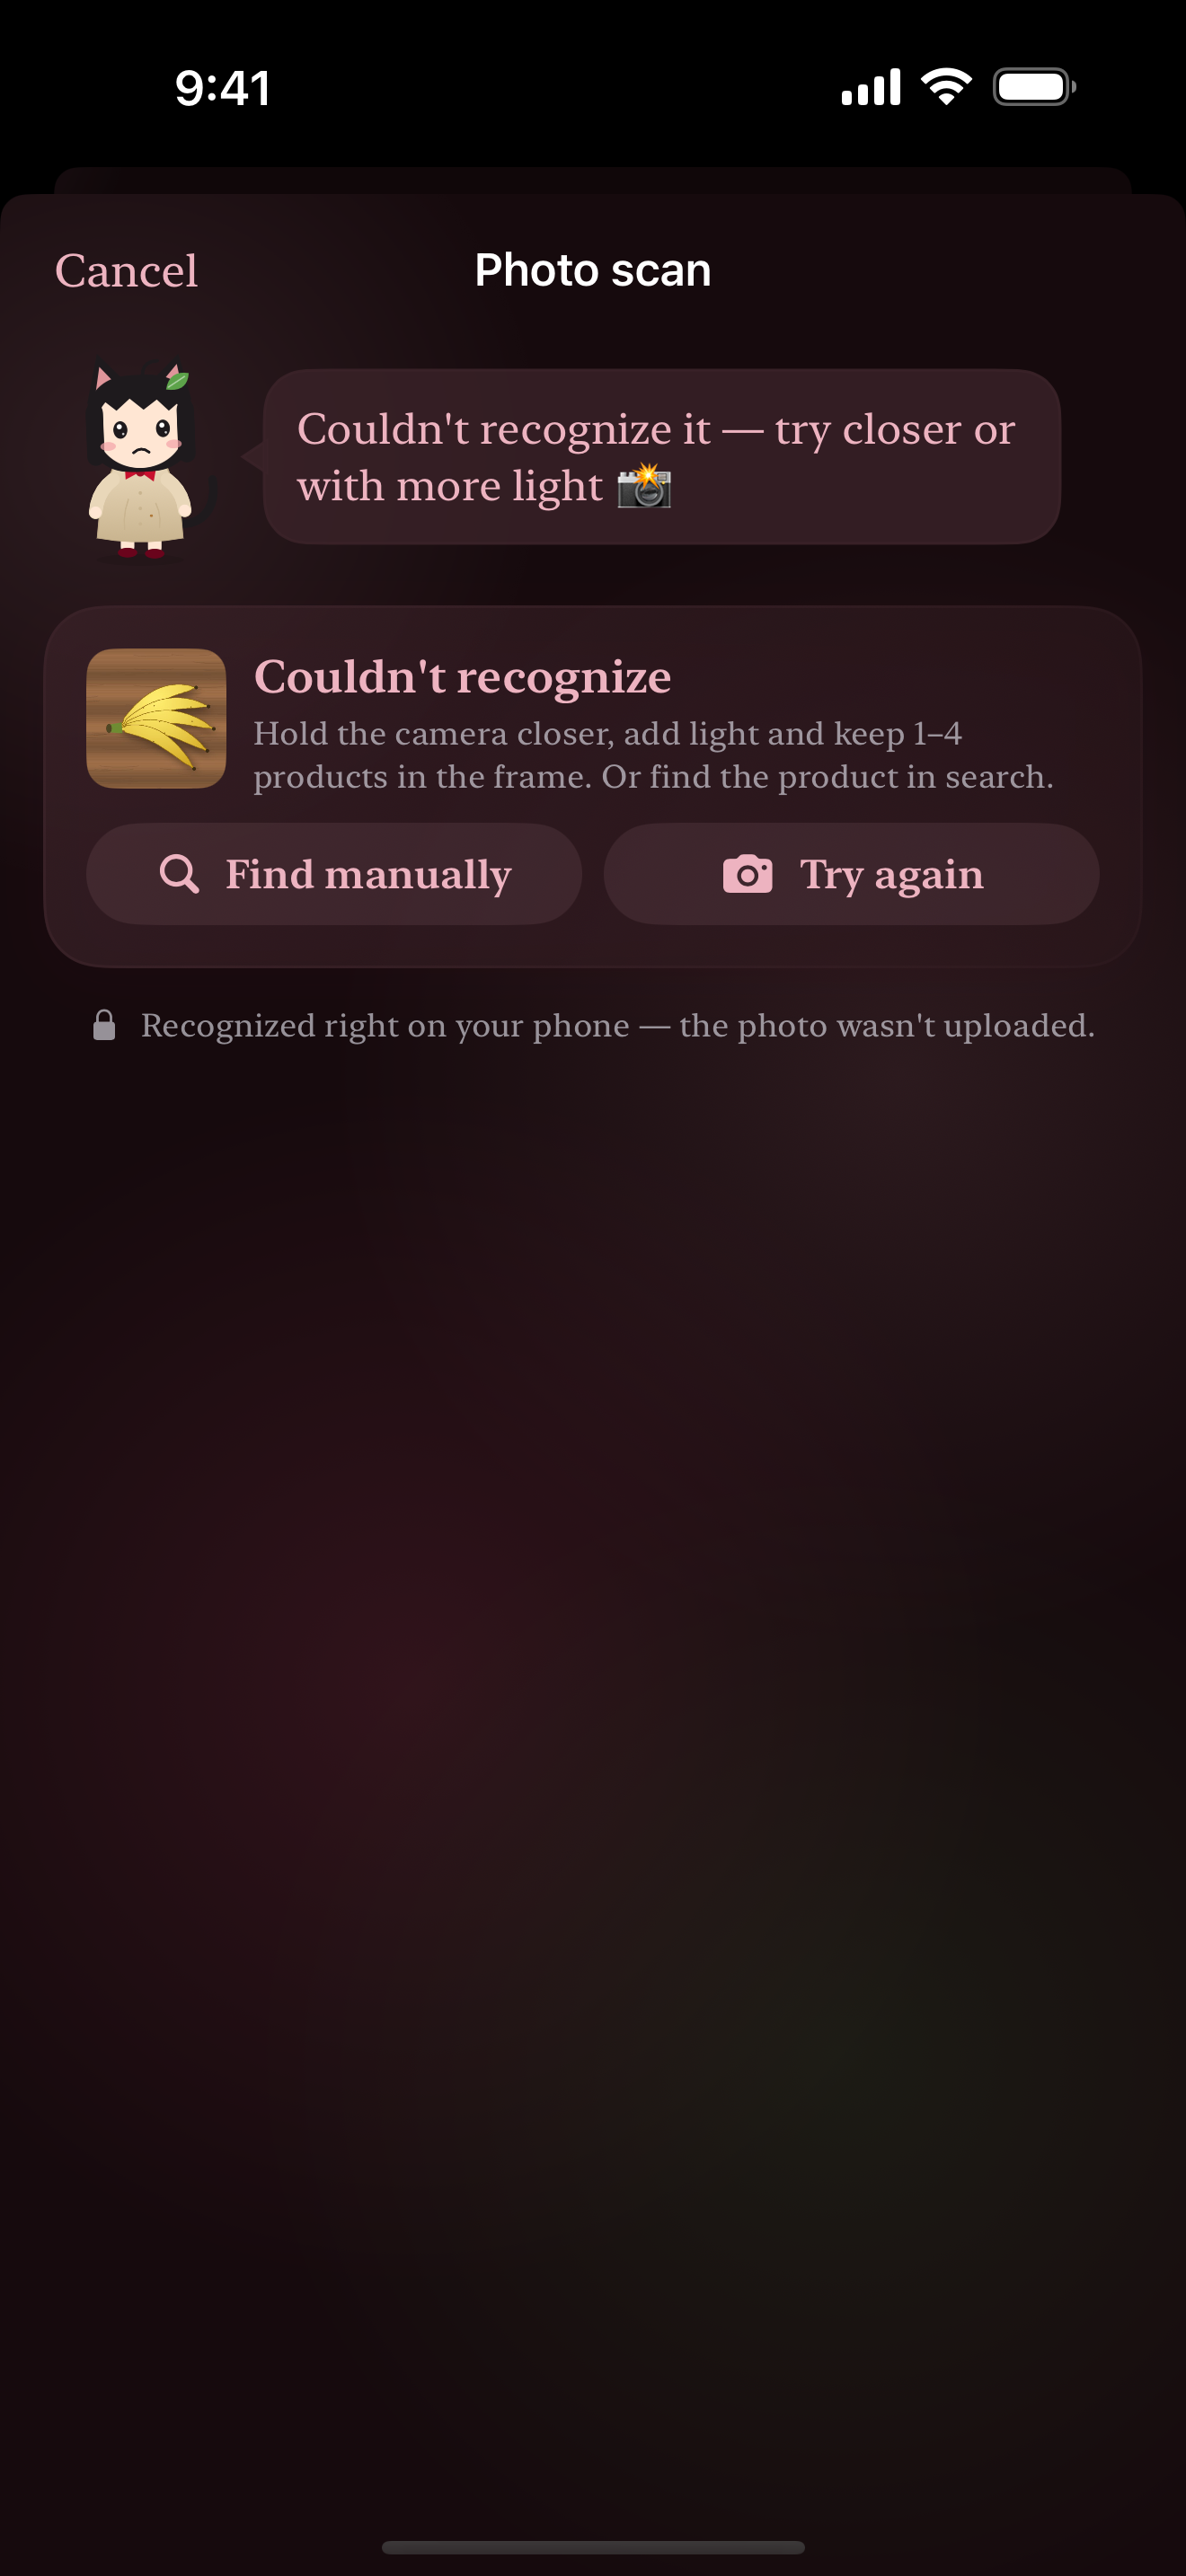 9:41
Cancel
Photo scan
Couldn't recognize it — try closer or
with more light 📸
Couldn't recognize
Hold the camera closer, add light and keep 1–4
products in the frame. Or find the product in search.
Find manually
Try again
Recognized right on your phone — the photo wasn't uploaded.